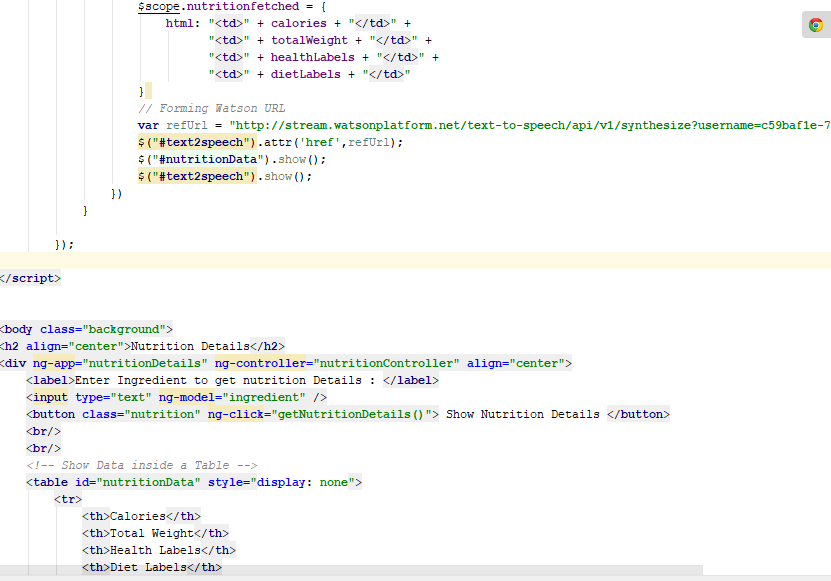 $scope.nutritionfetched = {
html: "<td>" + calories + "</td>" +
"<td>" + totalWeight + "</td>" +
"<td>" + healthLabels + "</td>" +
"<td>" + dietLabels + "</td>"
}
// Forming Watson URL
var refUrl = "http://stream.watsonplatform.net/text-to-speech/api/v1/synthesize?username=c59baf1e-7
$("#text2speech").attr('href',refUrl);
$("#nutritionData").show();
$("#text2speech").show();
})
}
});
</script>
<body class="background">
<h2 align="center">Nutrition Details</h2>
<div ng-app="nutritionDetails" ng-controller="nutritionController" align="center">
<label>Enter Ingredient to get nutrition Details : </label>
<input type="text" ng-model="ingredient" />
<button class="nutrition" ng-click="getNutritionDetails()"> Show Nutrition Details </button>
<br/>
<br/>
<!-- Show Data inside a Table -->
<table id="nutritionData" style="display: none">
<tr>
<th>Calories</th>
<th>Total Weight</th>
<th>Health Labels</th>
<th>Diet Labels</th>